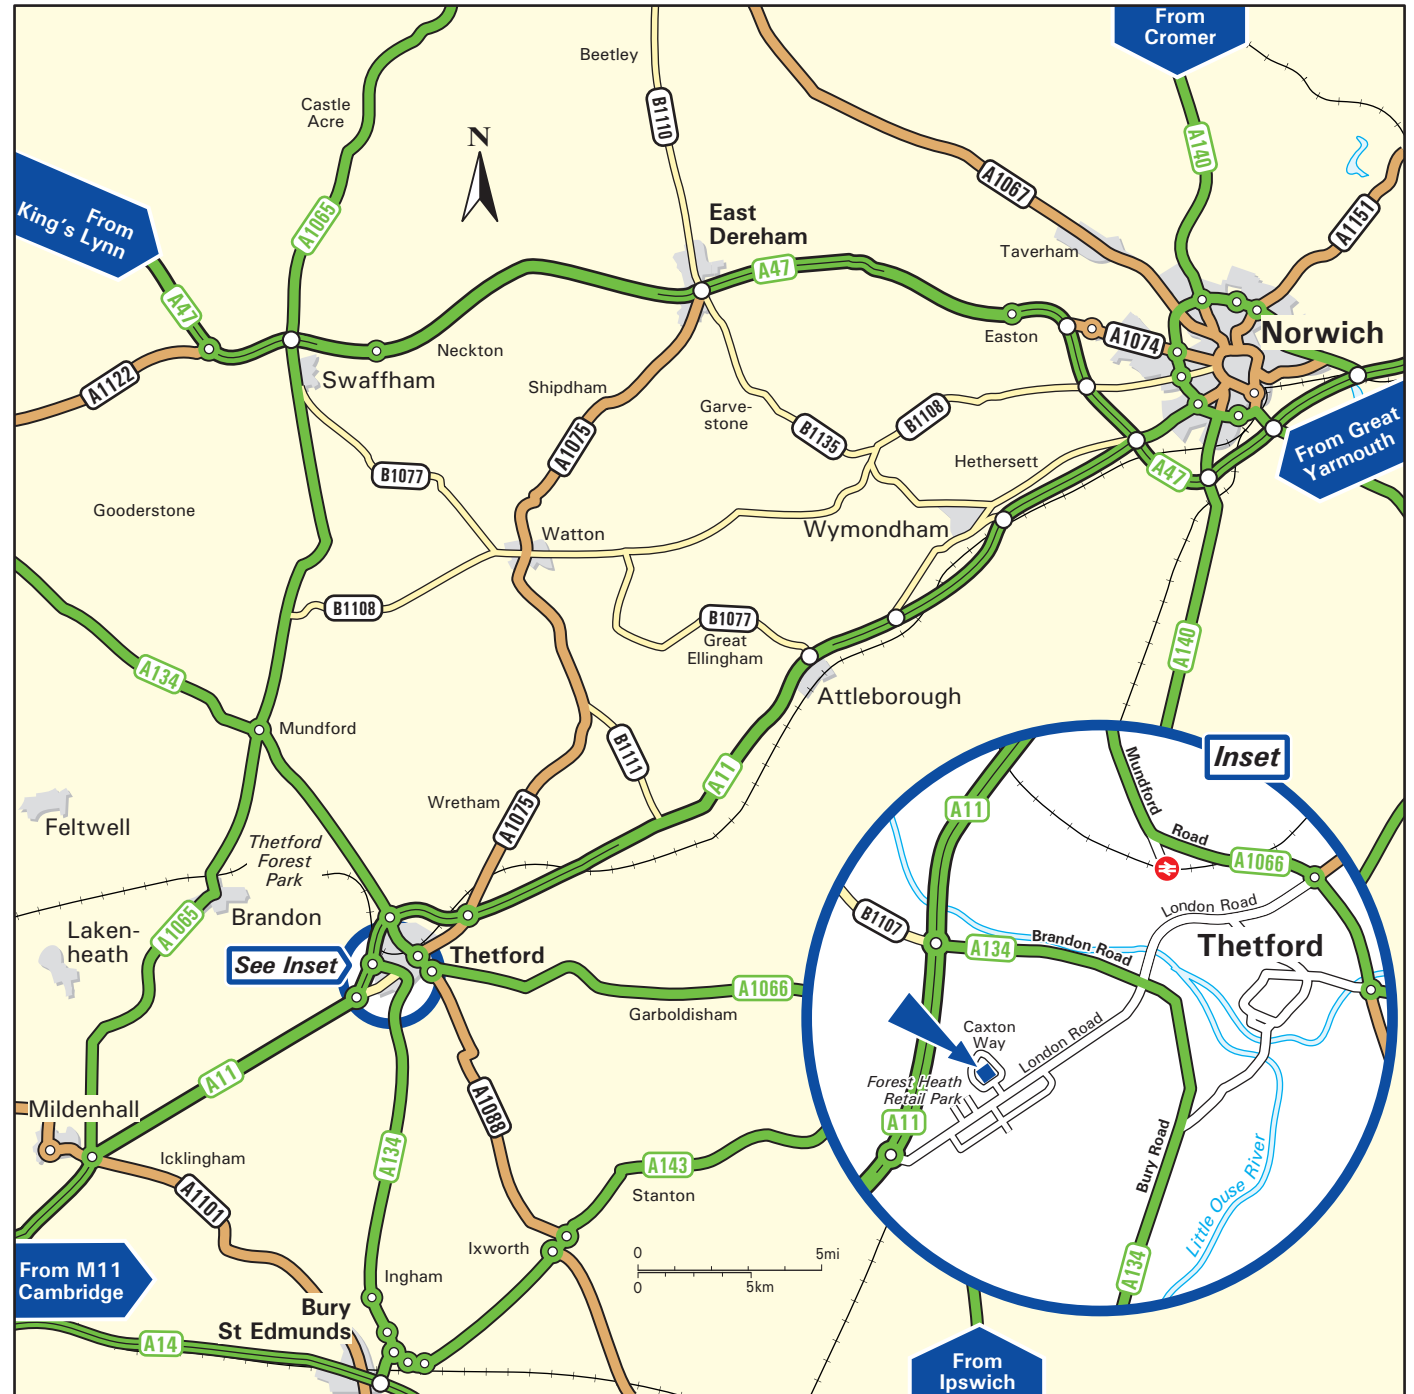 From
Cromer
Beetley
Castle
Acre
B1110
N
A140
A1067
From
King's Lynn
A1065
East
Dereham
A1151
Taverham
A47
A47
Norwich
Easton
A1074
Neckton
A1122
Swaffham
Shipdham
Garve-
stone
B1108
B1135
From Great
Yarmouth
A1075
Hethersett
A47
B1077
Gooderstone
Wymondham
Watton
B1108
B1077
Great
Ellingham
A140
A134
Attleborough
Mundford
B1111
A11
Inset
Mundford
Road
A11
Wretham
A1075
Feltwell
Thetford
Forest
Park
A1066
London Road
Brandon
B1107
A134
Brandon Road
Thetford
A1065
Laken-
heath
See Inset
Thetford
A1066
Garboldisham
Caxton
Way
London Road
Forest Heath
Retail Park
A11
A11
Mildenhall
A1088
A134
Icklingham
A143
Stanton
Bury Road
Little Ouse River
A1101
Ixworth
0
5mi
0
5km
A134
From M11
Cambridge
Ingham
Bury
St Edmunds
A14
From
Ipswich